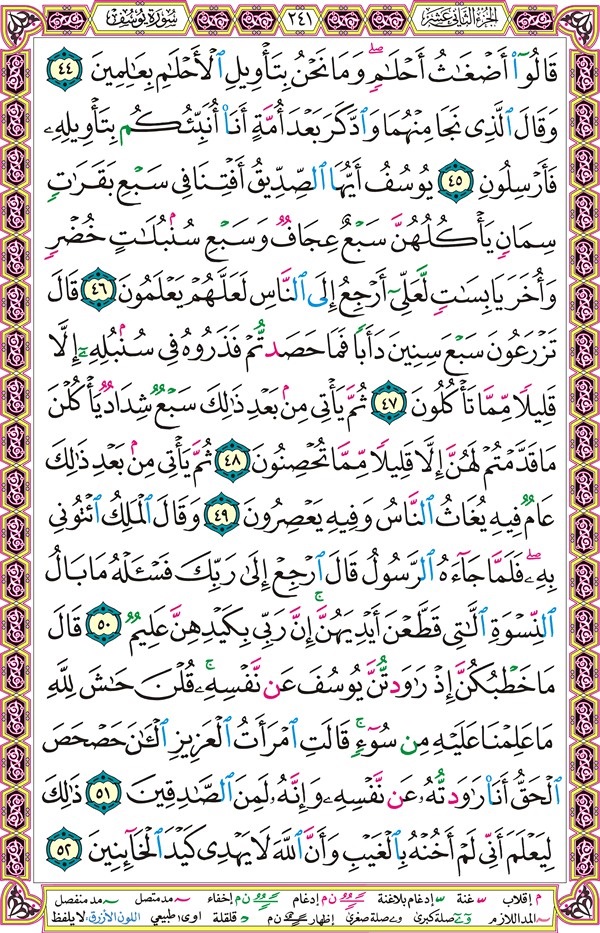 الجزء الثاني عشر
٢٤١
سورة يوسف
قَالُوٓا۟ أَضْغَـٰثُ أَحْلَـٰمٍۢ ۖ وَمَا نَحْنُ بِتَأْوِيلِ ٱلْأَحْلَـٰمِ بِعَـٰلِمِينَ ٤٤
وَقَالَ ٱلَّذِى نَجَا مِنْهُمَا وَٱدَّكَرَ بَعْدَ أُمَّةٍ أَنَا۠ أُنَبِّئُكُم بِتَأْوِيلِهِۦ
فَأَرْسِلُونِ ٤٥ يُوسُفُ أَيُّهَا ٱلصِّدِّيقُ أَفْتِنَا فِى سَبْعِ بَقَرَٰتٍۢ
سِمَانٍۢ يَأْكُلُهُنَّ سَبْعٌ عِجَافٌۭ وَسَبْعِ سُنۢبُلَـٰتٍ خُضْرٍۢ
وَأُخَرَ يَابِسَـٰتٍۢ لَّعَلِّىٓ أَرْجِعُ إِلَى ٱلنَّاسِ لَعَلَّهُمْ يَعْلَمُونَ ٤٦ قَالَ
تَزْرَعُونَ سَبْعَ سِنِينَ دَأَبًۭا فَمَا حَصَدتُّمْ فَذَرُوهُ فِى سُنۢبُلِهِۦٓ إِلَّا
قَلِيلًۭا مِّمَّا تَأْكُلُونَ ٤٧ ثُمَّ يَأْتِى مِنۢ بَعْدِ ذَٰلِكَ سَبْعٌۭ شِدَادٌۭ يَأْكُلْنَ
مَا قَدَّمْتُمْ لَهُنَّ إِلَّا قَلِيلًۭا مِّمَّا تُحْصِنُونَ ٤٨ ثُمَّ يَأْتِى مِنۢ بَعْدِ ذَٰلِكَ
عَامٌۭ فِيهِ يُغَاثُ ٱلنَّاسُ وَفِيهِ يَعْصِرُونَ ٤٩ وَقَالَ ٱلْمَلِكُ ٱئْتُونِى
بِهِۦ ۖ فَلَمَّا جَآءَهُ ٱلرَّسُولُ قَالَ ٱرْجِعْ إِلَىٰ رَبِّكَ فَسْـَٔلْهُ مَا بَالُ
ٱلنِّسْوَةِ ٱلَّـٰتِى قَطَّعْنَ أَيْدِيَهُنَّ ۚ إِنَّ رَبِّى بِكَيْدِهِنَّ عَلِيمٌۭ ٥٠ قَالَ
مَا خَطْبُكُنَّ إِذْ رَٰوَدتُّنَّ يُوسُفَ عَن نَّفْسِهِۦ ۚ قُلْنَ حَـٰشَ لِلَّهِ
مَا عَلِمْنَا عَلَيْهِ مِن سُوٓءٍۢ ۚ قَالَتِ ٱمْرَأَتُ ٱلْعَزِيزِ ٱلْـَٔـٰنَ حَصْحَصَ
ٱلْحَقُّ أَنَا۠ رَٰوَدتُّهُۥ عَن نَّفْسِهِۦ وَإِنَّهُۥ لَمِنَ ٱلصَّـٰدِقِينَ ٥١ ذَٰلِكَ
لِيَعْلَمَ أَنِّى لَمْ أَخُنْهُ بِٱلْغَيْبِ وَأَنَّ ٱللَّهَ لَا يَهْدِى كَيْدَ ٱلْخَآئِنِينَ ٥٢
م إقلاب غنة إدغام بلاغنة ن م إدغام ن م إخفاء مد متصل مد منفصل
المد اللازم صلة كبرى صلة صغرى إظهار ن م قلقلة اوى، طبيعي اللون الأزرق: لا يلفظ